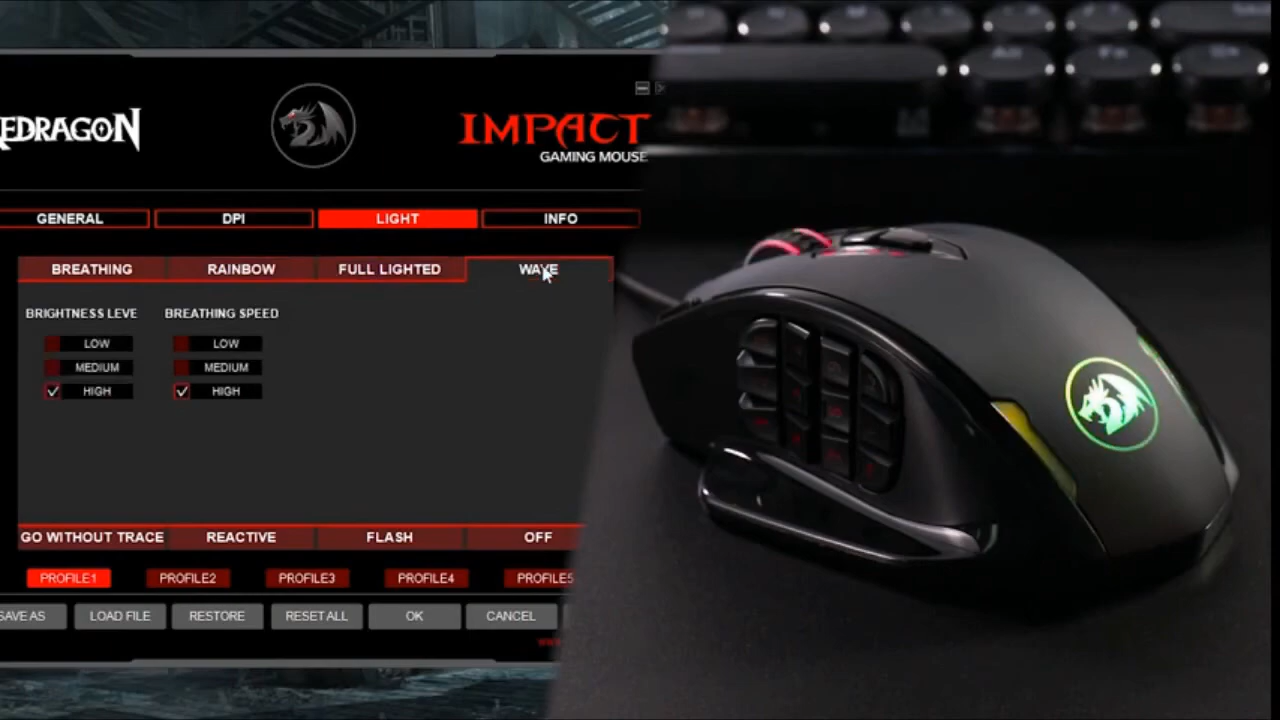 EDRAGON
IMPACT
GAMING MOUSE
GENERAL DPI LIGHT INFO
BREATHING RAINBOW FULL LIGHTED WAVE
BRIGHTNESS LEVE BREATHING SPEED
LOW LOW
MEDIUM MEDIUM
HIGH HIGH
GO WITHOUT TRACE REACTIVE FLASH OFF
PROFILE1 PROFILE2 PROFILE3 PROFILE4 PROFILE5
SAVE AS LOAD FILE RESTORE RESET ALL OK CANCEL